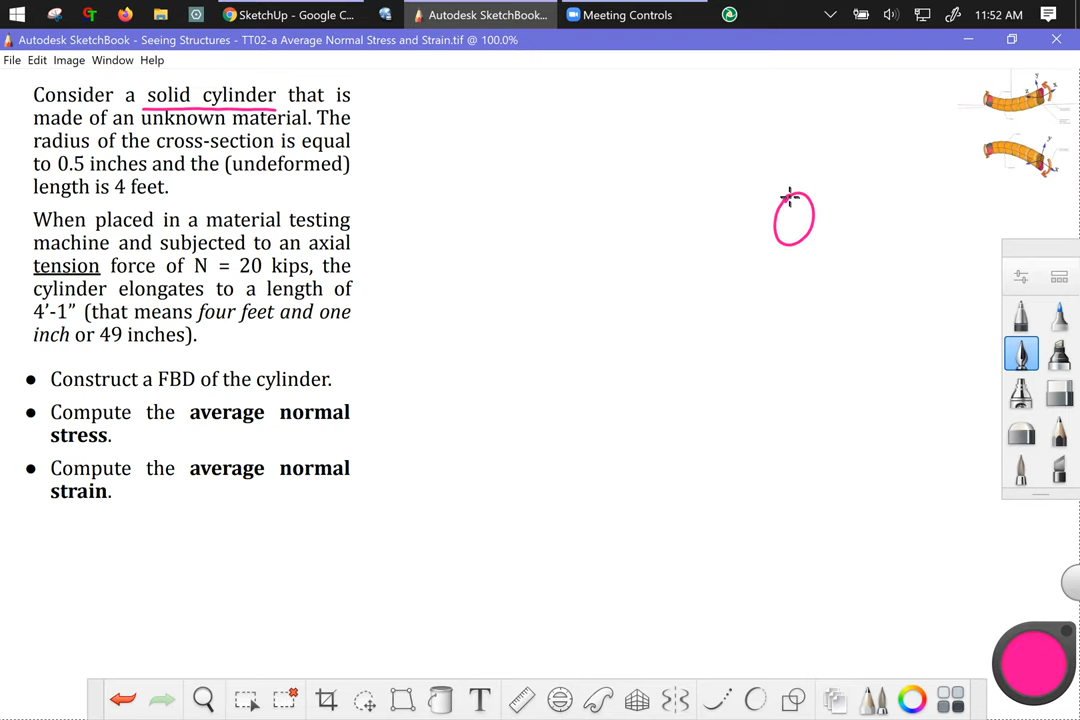 SketchUp - Google C...
Autodesk SketchBook...
Meeting Controls
11:52 AM
Autodesk SketchBook - Seeing Structures - TT02-a Average Normal Stress and Strain.tif @ 100.0%
File Edit Image Window Help
Consider a solid cylinder that is
made of an unknown material. The
radius of the cross-section is equal
to 0.5 inches and the (undeformed)
length is 4 feet.
When placed in a material testing
machine and subjected to an axial
tension force of N = 20 kips, the
cylinder elongates to a length of
4’-1” (that means four feet and one
inch or 49 inches).
● Construct a FBD of the cylinder.
● Compute the average normal
stress.
● Compute the average normal
strain.